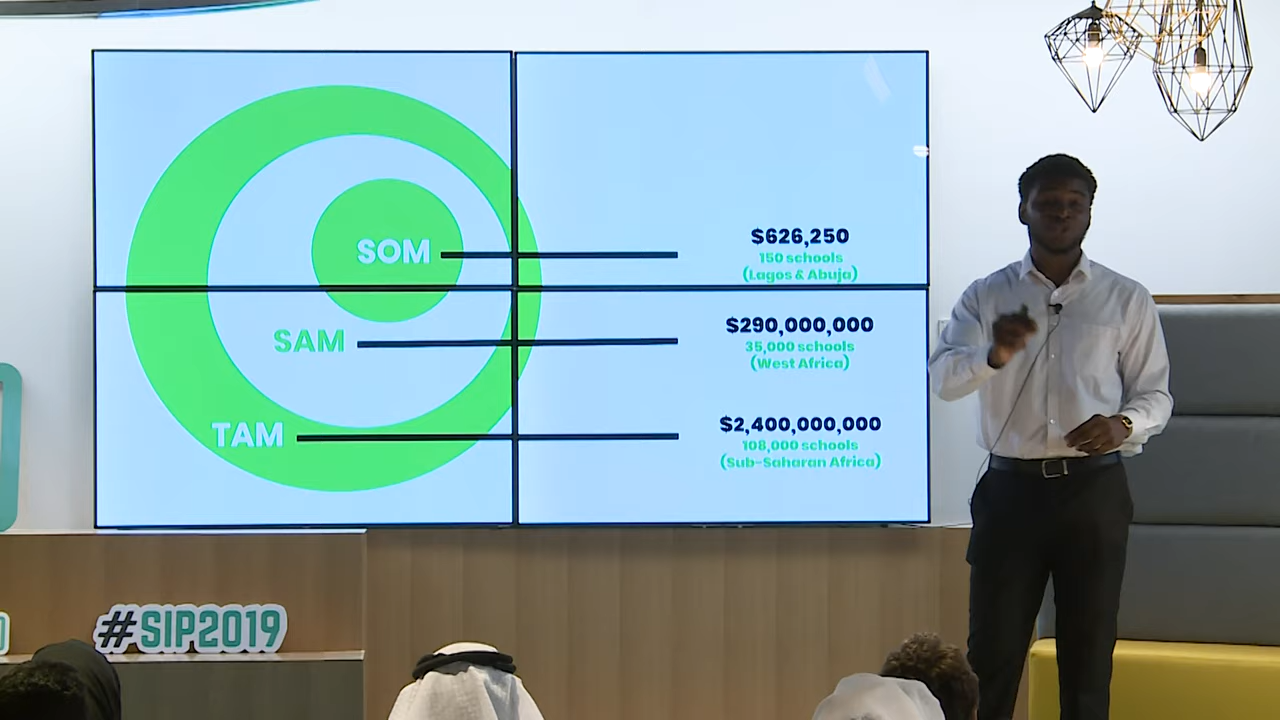 SOM
$626,250
150 schools
(Lagos & Abuja)
SAM
$290,000,000
35,000 schools
(West Africa)
TAM
$2,400,000,000
108,000 schools
(Sub-Saharan Africa)
#SIP2019